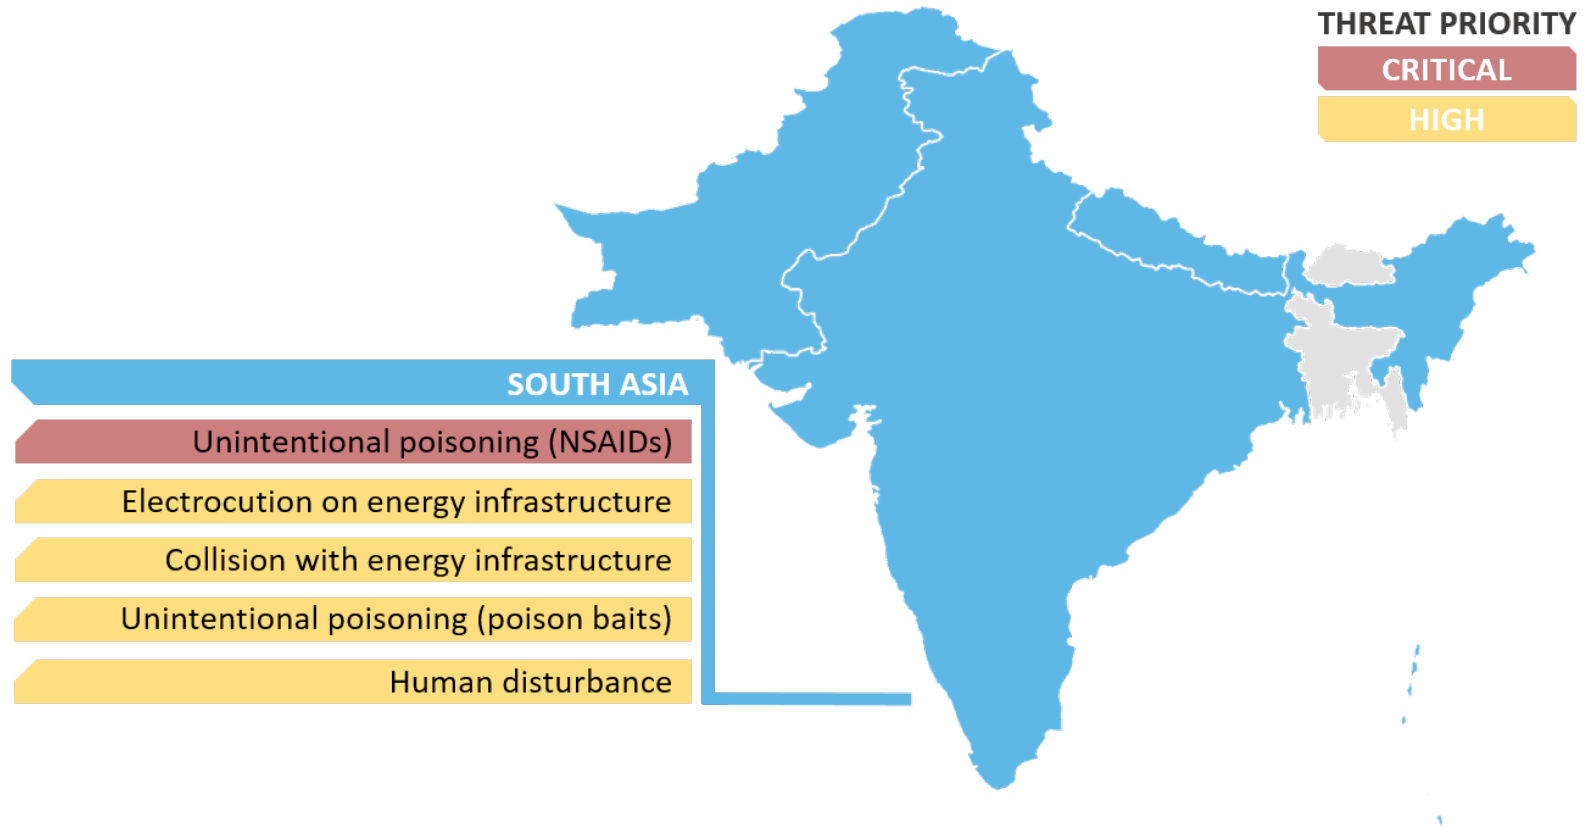 THREAT PRIORITY
CRITICAL
HIGH
SOUTH ASIA
Unintentional poisoning (NSAIDs)
Electrocution on energy infrastructure
Collision with energy infrastructure
Unintentional poisoning (poison baits)
Human disturbance